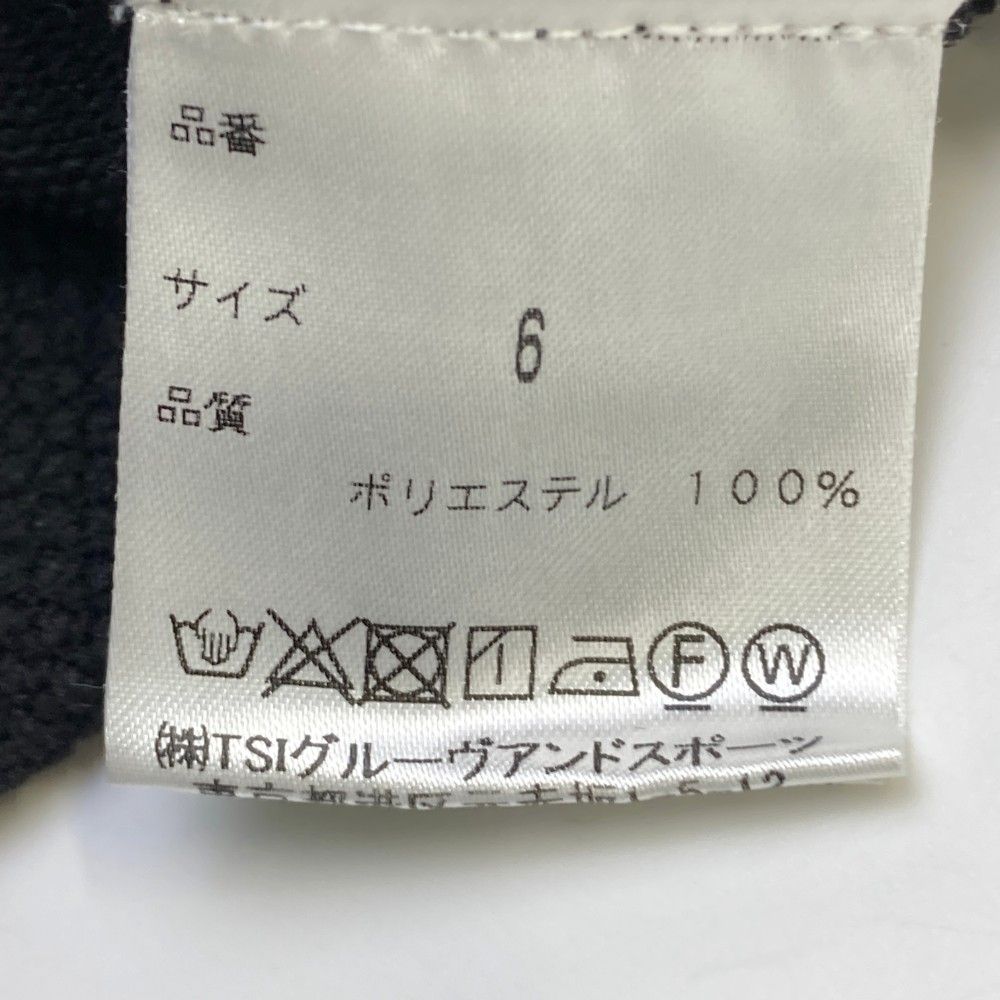 品番
サイズ
6
品質
ポリエステル 100%
F W
㈱TSIグルーヴアンドスポーツ